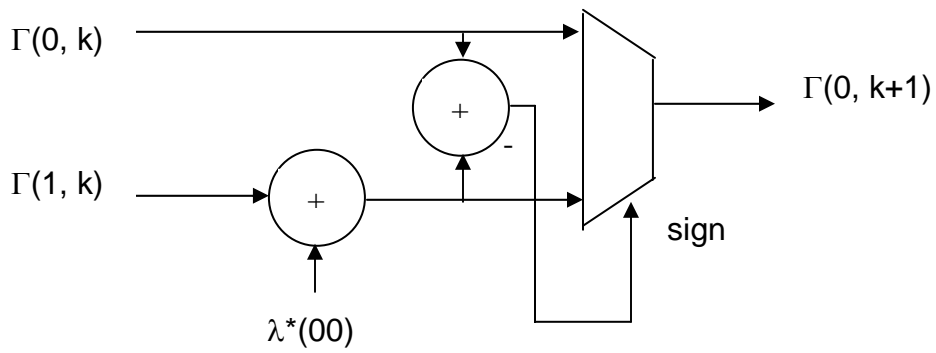 Γ(0, k)
Γ(0, k+1)
+
-
Γ(1, k)
+
sign
λ*(00)